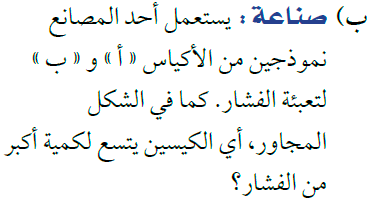 ب) صناعة : يستعمل أحد المصانع
نموذجين من الأكياس « أ » و « ب »
لتعبئة الفشار. كما في الشكل
المجاور، أي الكيسين يتسع لكمية أكبر
من الفشار؟